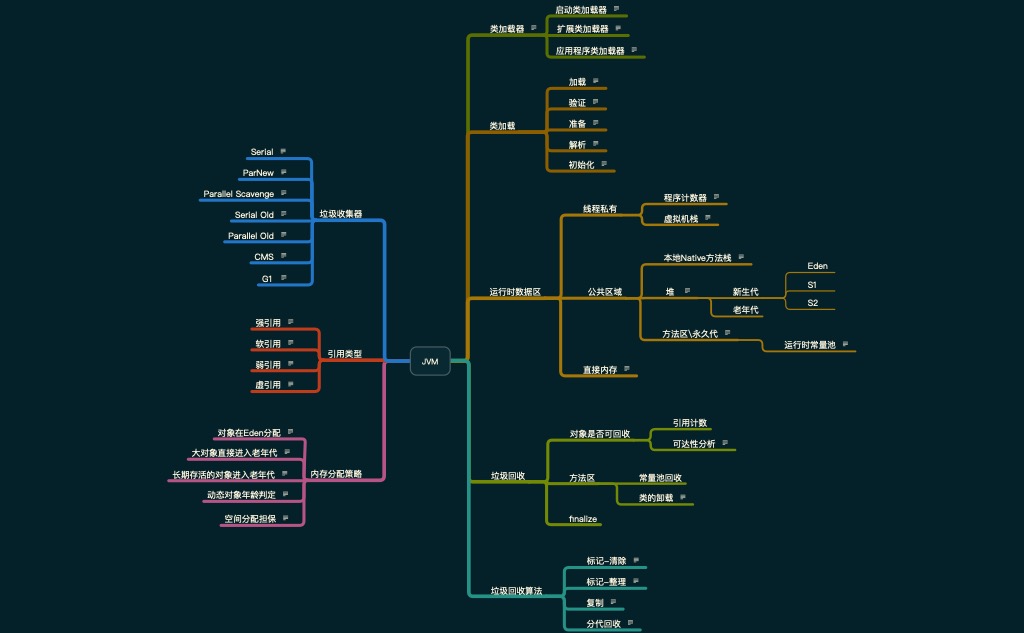 JVM
类加载器
启动类加载器
扩展类加载器
应用程序类加载器
类加载
加载
验证
准备
解析
初始化
运行时数据区
线程私有
程序计数器
虚拟机栈
公共区域
本地Native方法栈
堆
新生代
Eden
S1
S2
老年代
方法区\永久代
运行时常量池
直接内存
垃圾回收
对象是否可回收
引用计数
可达性分析
方法区
常量池回收
类的卸载
finalize
垃圾回收算法
标记-清除
标记-整理
复制
分代回收
垃圾收集器
Serial
ParNew
Parallel Scavenge
Serial Old
Parallel Old
CMS
G1
引用类型
强引用
软引用
弱引用
虚引用
内存分配策略
对象在Eden分配
大对象直接进入老年代
长期存活的对象进入老年代
动态对象年龄判定
空间分配担保